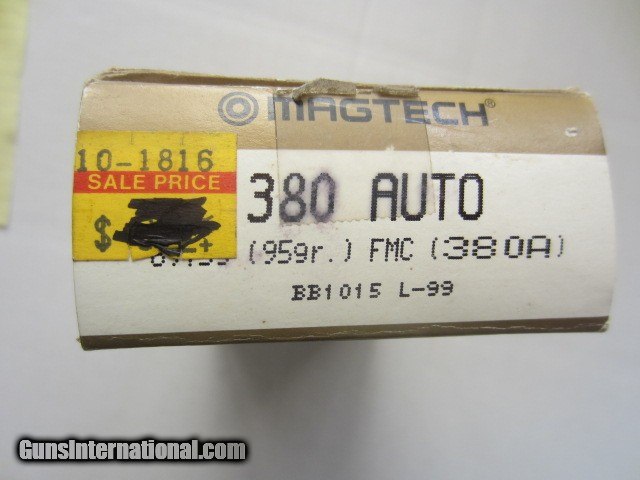 MAGTECH®
10-1816
SALE PRICE
$
380 AUTO
(95gr.) FMC (380A)
BB1015 L-99
GunsInternational.com